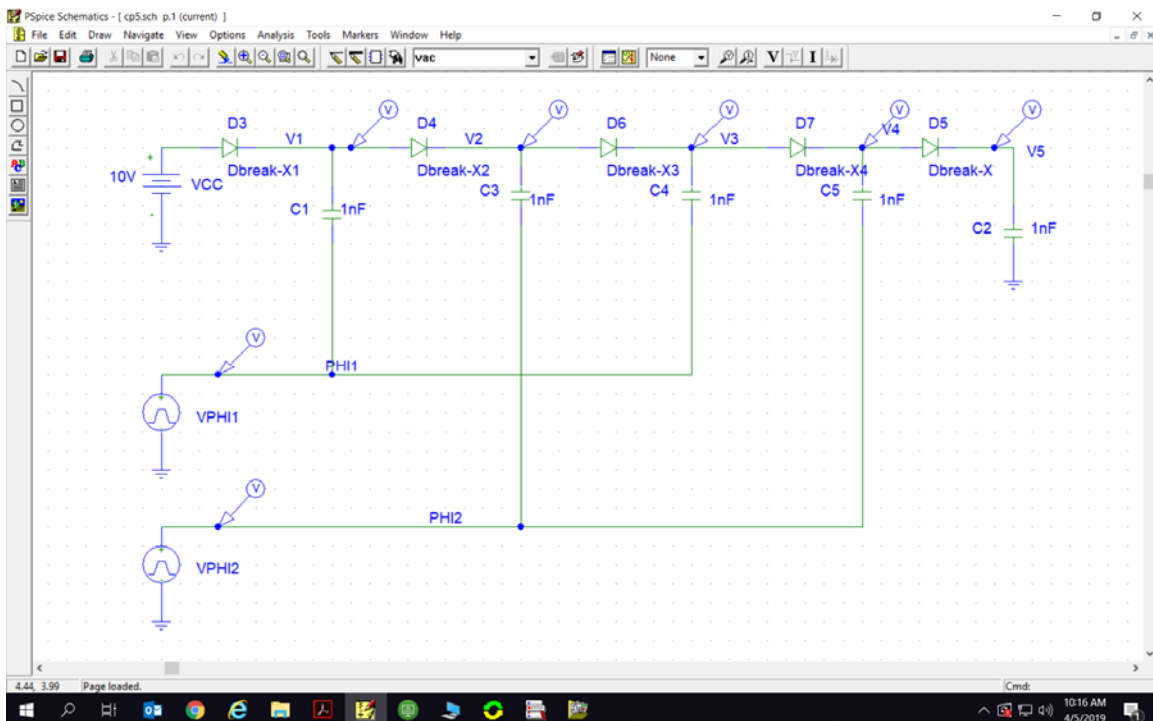 PSpice Schematics - [ cp5.sch p.1 (current) ]
File Edit Draw Navigate View Options Analysis Tools Markers Window Help
vac None V I
D3 V1 D4 V2 D6 V3 D7 V4 D5 V5
V V V V V
10V VCC Dbreak-X1 Dbreak-X2 Dbreak-X3 Dbreak-X4 Dbreak-X
C1 1nF C3 1nF C4 1nF C5 1nF
C2 1nF
V
PHI1
VPHI1
V
PHI2
VPHI2
4.44, 3.99 Page loaded. Cmd:
10:16 AM
4/5/2019